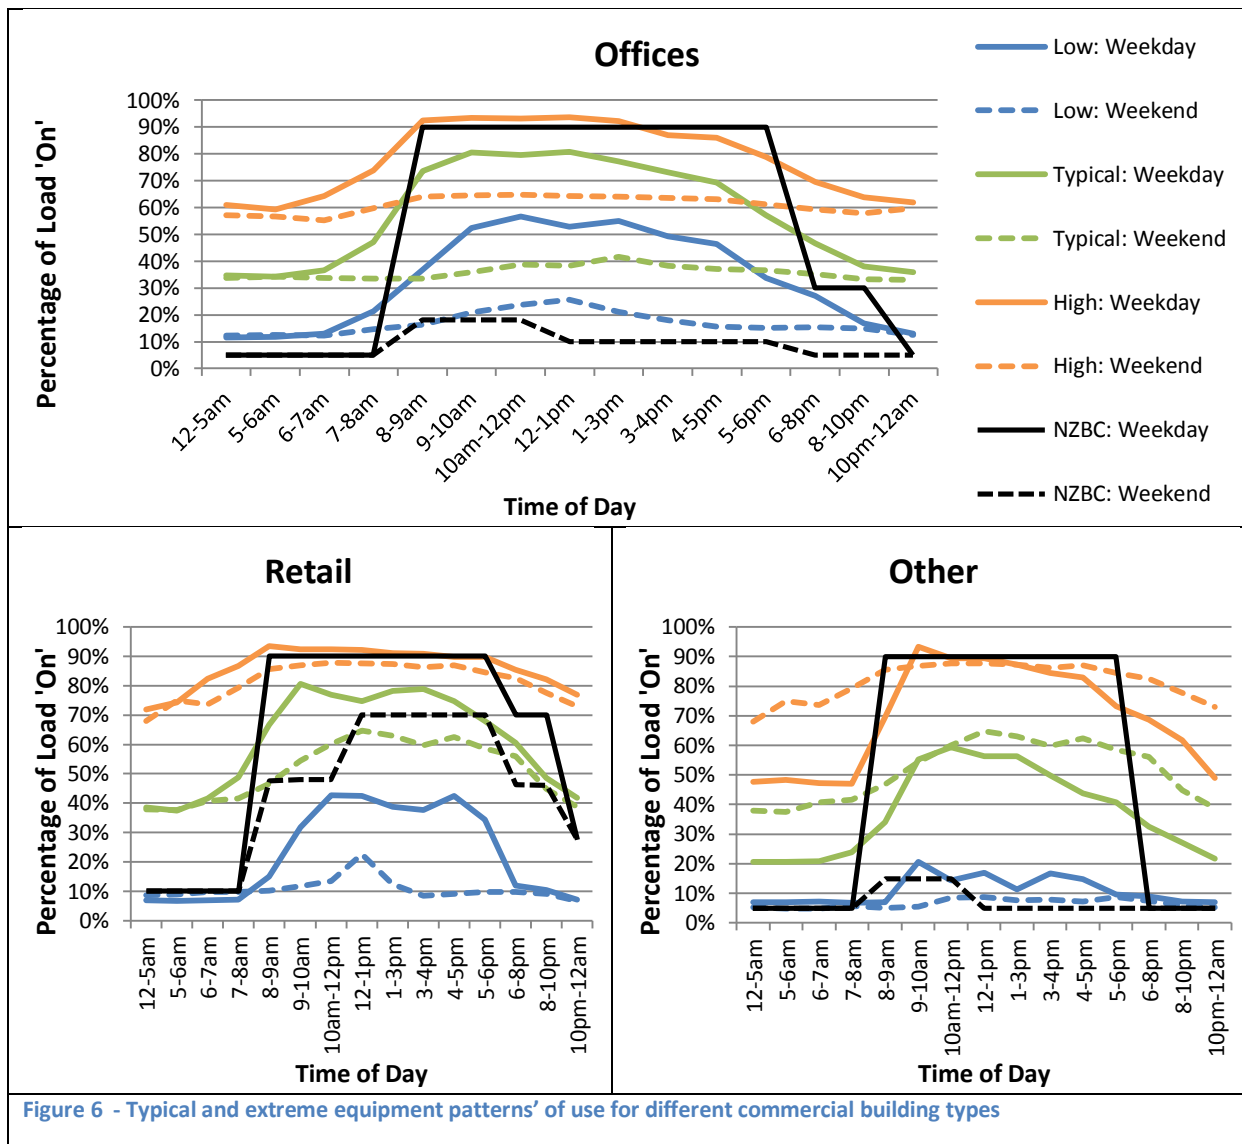 Offices
Percentage of Load 'On'
100%
90%
80%
70%
60%
50%
40%
30%
20%
10%
0%
12-5am
5-6am
6-7am
7-8am
8-9am
9-10am
10am-12pm
12-1pm
1-3pm
3-4pm
4-5pm
5-6pm
6-8pm
8-10pm
10pm-12am
Time of Day
Low: Weekday
Low: Weekend
Typical: Weekday
Typical: Weekend
High: Weekday
High: Weekend
NZBC: Weekday
NZBC: Weekend
Retail
Percentage of Load 'On'
100%
90%
80%
70%
60%
50%
40%
30%
20%
10%
0%
12-5am
5-6am
6-7am
7-8am
8-9am
9-10am
10am-12pm
12-1pm
1-3pm
3-4pm
4-5pm
5-6pm
6-8pm
8-10pm
10pm-12am
Time of Day
Other
Percentage of Load 'On'
100%
90%
80%
70%
60%
50%
40%
30%
20%
10%
0%
12-5am
5-6am
6-7am
7-8am
8-9am
9-10am
10am-12pm
12-1pm
1-3pm
3-4pm
4-5pm
5-6pm
6-8pm
8-10pm
10pm-12am
Time of Day
Figure 6 - Typical and extreme equipment patterns’ of use for different commercial building types